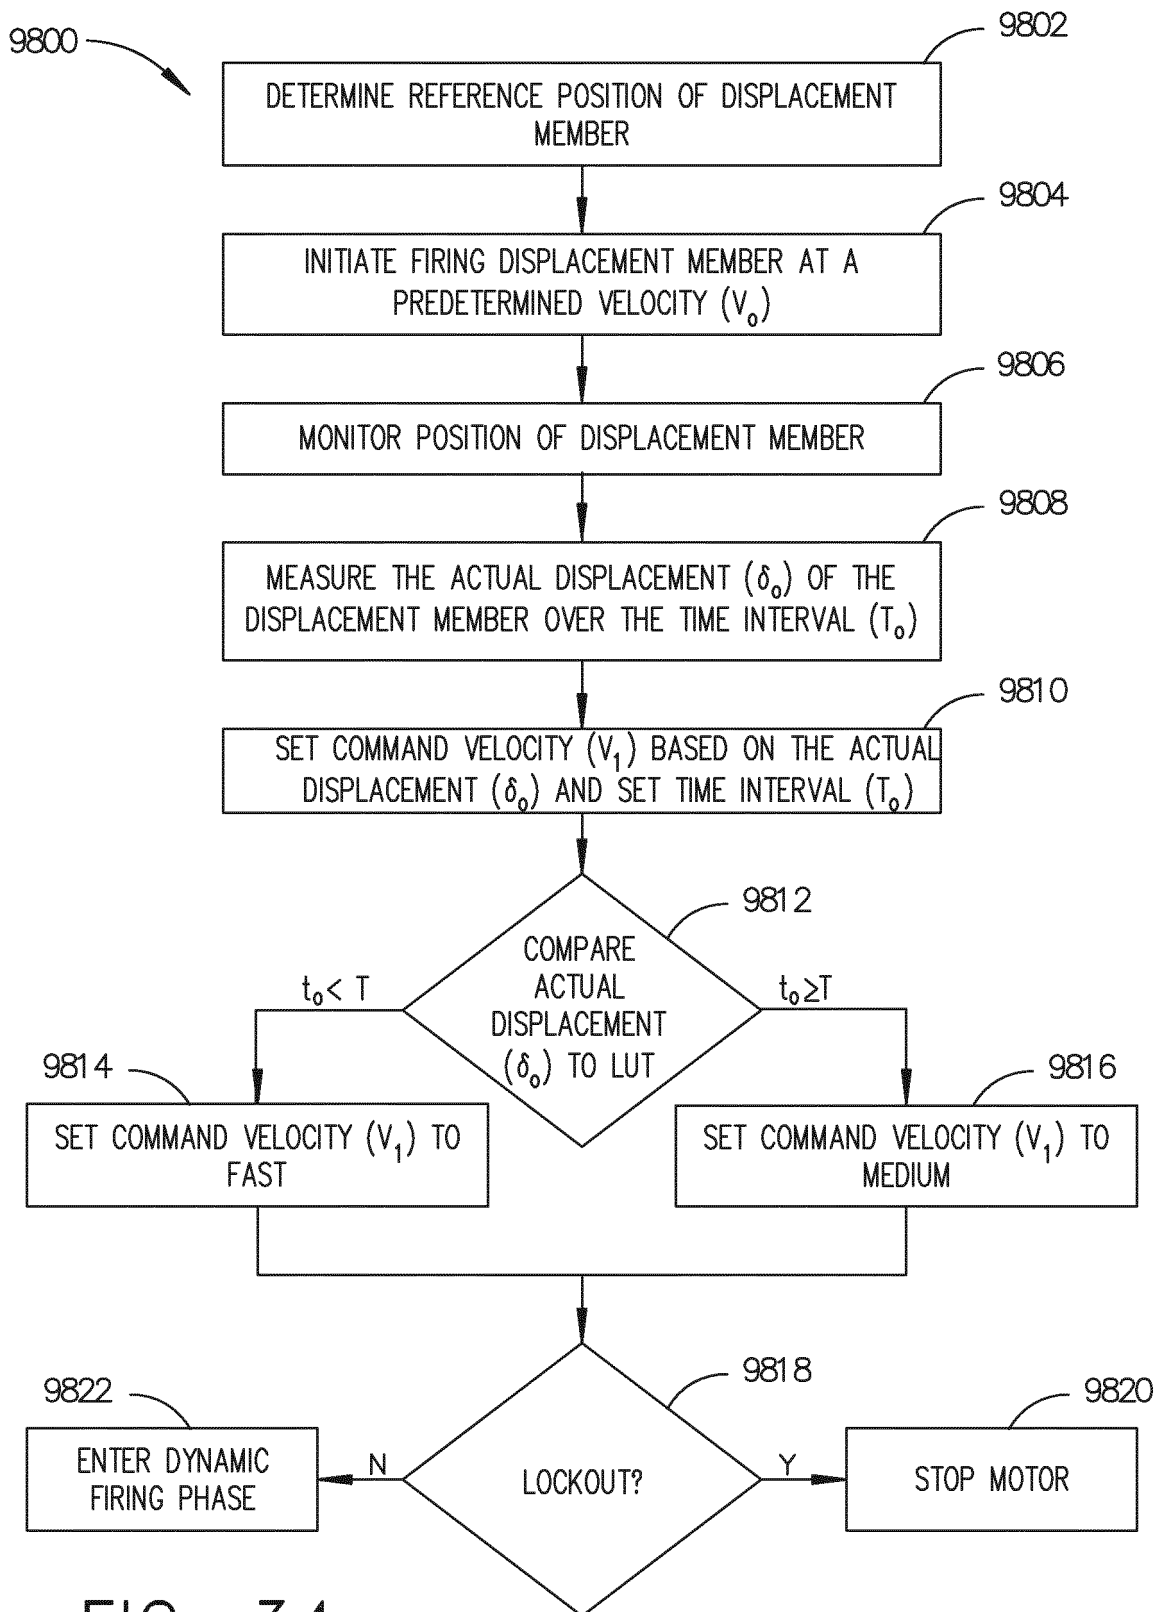 9800
9802
DETERMINE REFERENCE POSITION OF DISPLACEMENT
MEMBER
9804
INITIATE FIRING DISPLACEMENT MEMBER AT A
PREDETERMINED VELOCITY (V₀)
9806
MONITOR POSITION OF DISPLACEMENT MEMBER
9808
MEASURE THE ACTUAL DISPLACEMENT (δ₀) OF THE
DISPLACEMENT MEMBER OVER THE TIME INTERVAL (T₀)
9810
SET COMMAND VELOCITY (V₁) BASED ON THE ACTUAL
DISPLACEMENT (δ₀) AND SET TIME INTERVAL (T₀)
9812
COMPARE
ACTUAL
DISPLACEMENT
(δ₀) TO LUT
t₀< T
t₀≥T
9814
SET COMMAND VELOCITY (V₁) TO
FAST
9816
SET COMMAND VELOCITY (V₁) TO
MEDIUM
9818
LOCKOUT?
N
Y
9822
ENTER DYNAMIC
FIRING PHASE
9820
STOP MOTOR